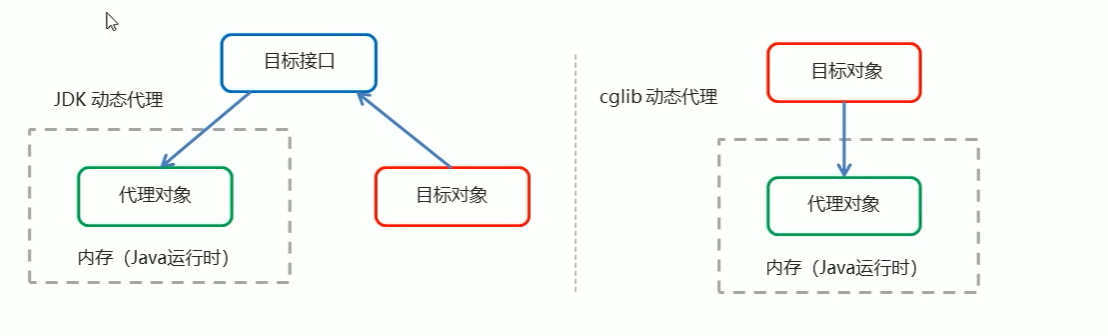 目标接口
JDK 动态代理
代理对象
目标对象
内存（Java运行时）
目标对象
cglib 动态代理
代理对象
内存（Java运行时）